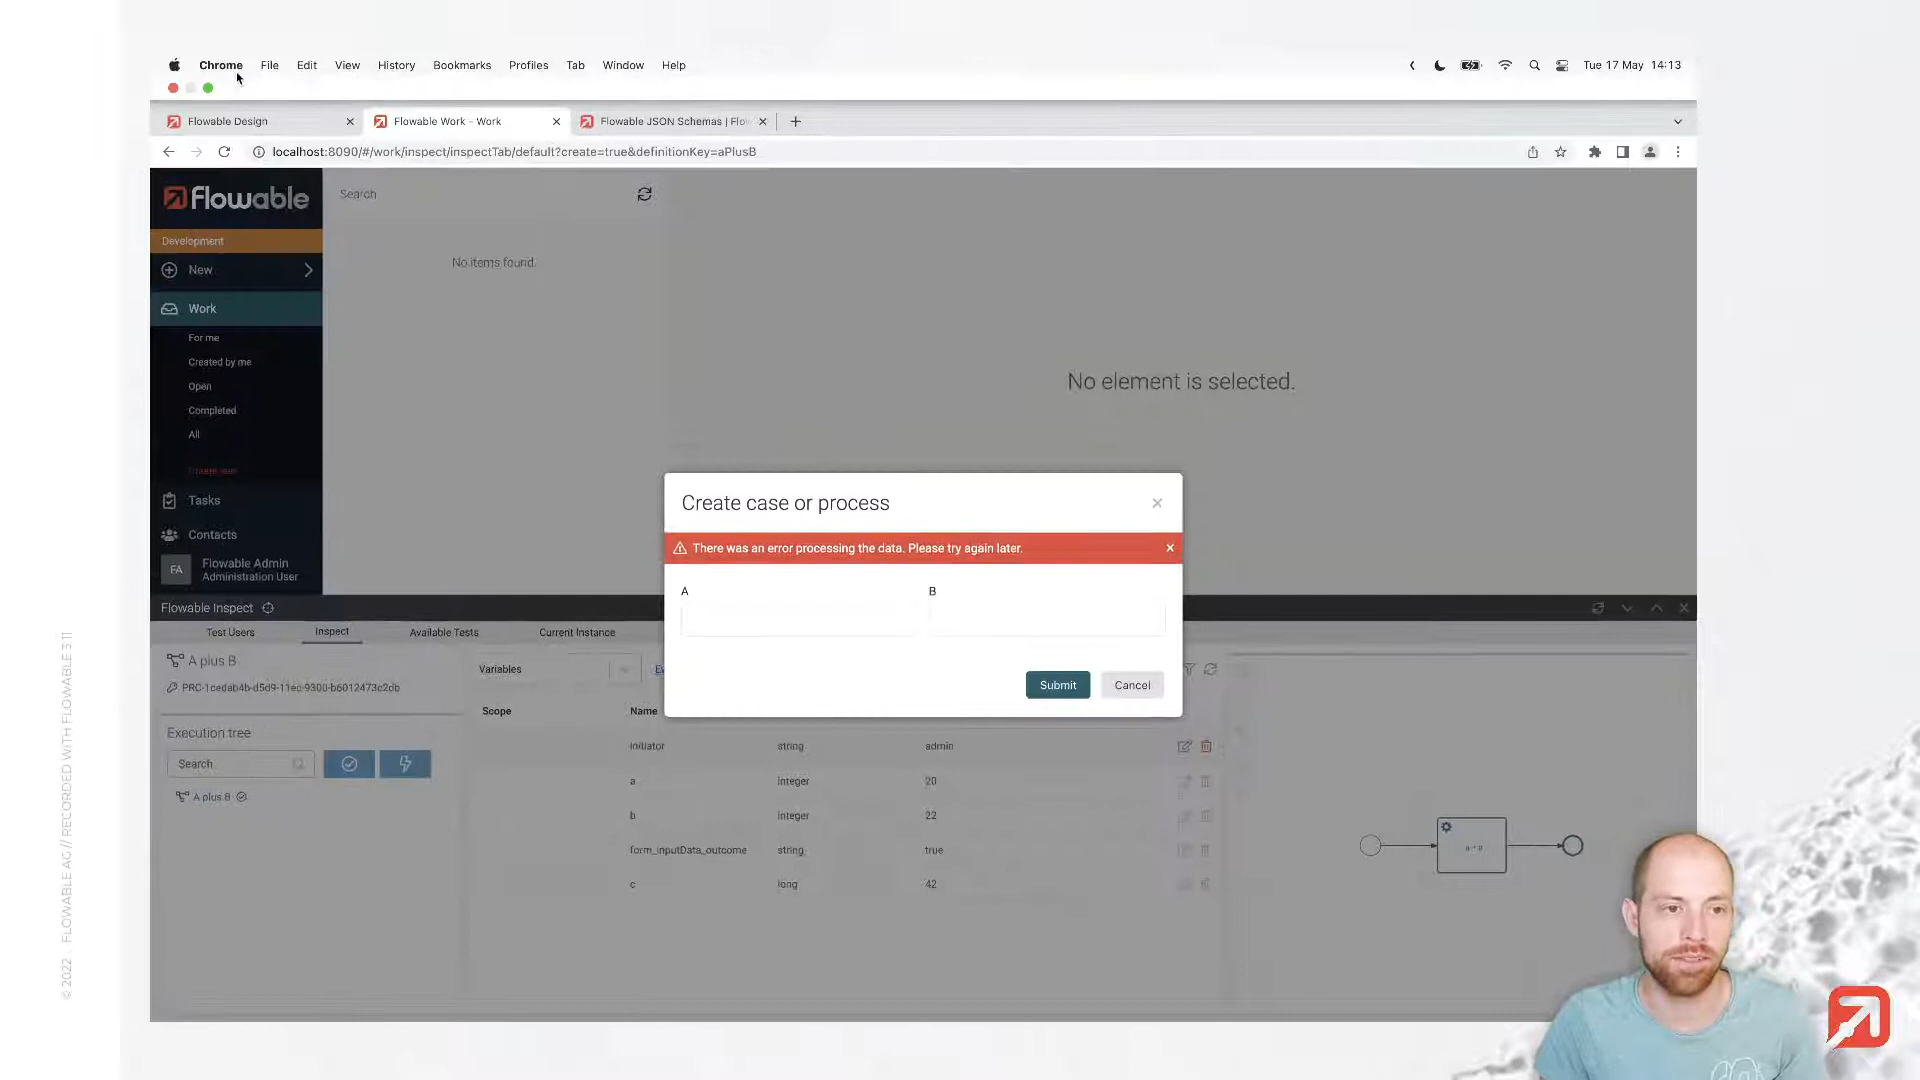 Chrome File Edit View History Bookmarks Profiles Tab Window Help
Tue 17 May 14:13
Flowable Design
Flowable Work - Work
Flowable JSON Schemas | Flo
localhost:8090/#/work/inspect/inspectTab/default?create=true&definitionKey=aPlusB
Flowable
Search
Development
No items found.
New
Work
For me
Created by me
Open
Completed
All
Tasks
Contacts
FA
Flowable Admin
Administration User
No element is selected.
Create case or process
There was an error processing the data. Please try again later.
A
B
Submit
Cancel
Flowable Inspect
Test Users
Inspect
Available Tests
Current Instance
A plus B
PRC-1cedab4b-d5d9-11ec-9300-b6012473c2db
Variables
Scope
Name
Execution tree
Search
A plus B
initiator string admin
a integer 20
b integer 22
form_inputData_outcome string true
c long 42
© 2022 . FLOWABLE AG // RECORDED WITH FLOWABLE 3.11